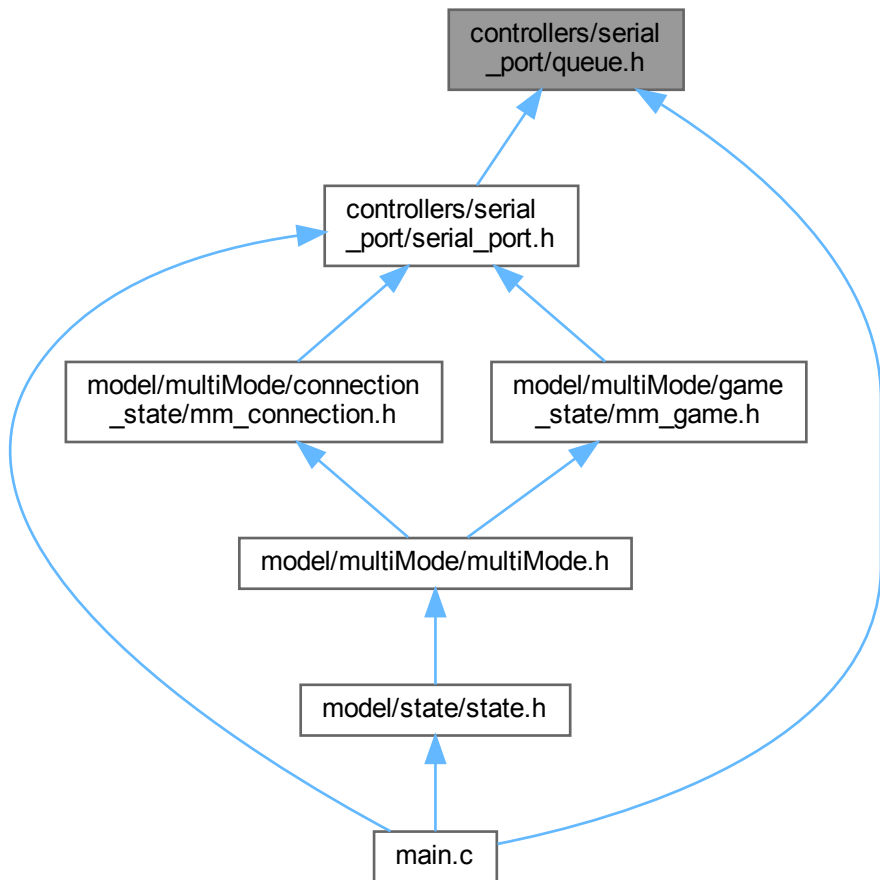 controllers/serial
_port/queue.h
controllers/serial
_port/serial_port.h
model/multiMode/connection
_state/mm_connection.h
model/multiMode/game
_state/mm_game.h
model/multiMode/multiMode.h
model/state/state.h
main.c